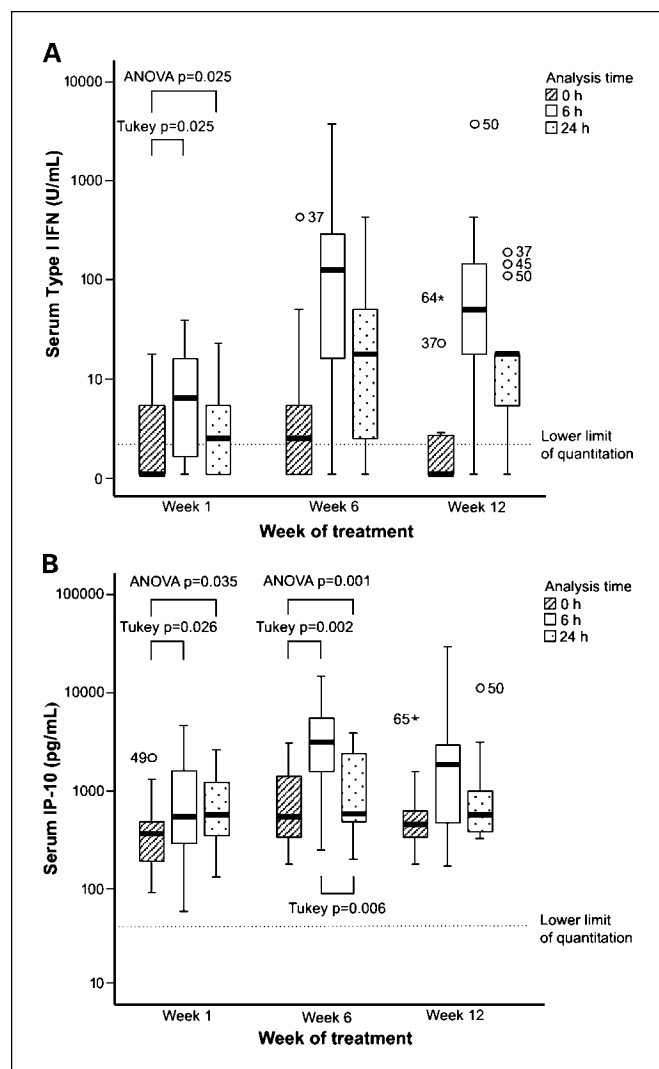 A
ANOVA p=0.025
Tukey p=0.025
Analysis time
0 h
6 h
24 h
Serum Type I IFN (U/mL)
10000
1000
100
10
0
37
50
64*
37
37
45
50
Lower limit
of quantitation
Week 1
Week 6
Week 12
Week of treatment
B
ANOVA p=0.035
Tukey p=0.026
ANOVA p=0.001
Tukey p=0.002
Analysis time
0 h
6 h
24 h
Serum IP-10 (pg/mL)
100000
10000
1000
100
10
49
65*
50
Tukey p=0.006
Lower limit
of quantitation
Week 1
Week 6
Week 12
Week of treatment